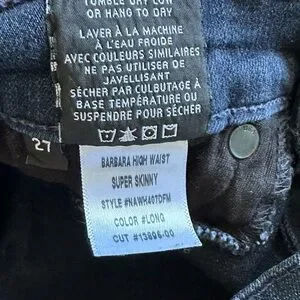 TUMBLE DRY LOW
OR HANG TO DRY
LAVER À LA MACHINE
À L'EAU FROIDE
AVEC COULEURS SIMILAIRES
NE PAS UTILISER DE
JAVELLISANT
SÉCHER PAR CULBUTAGE À
BASE TEMPÉRATURE OU
SUSPENDRE POUR SÉCHER
27
BARBARA HIGH WAIST
SUPER SKINNY
STYLE #NAWH407DFM
COLOR #LONG
CUT #13606-00